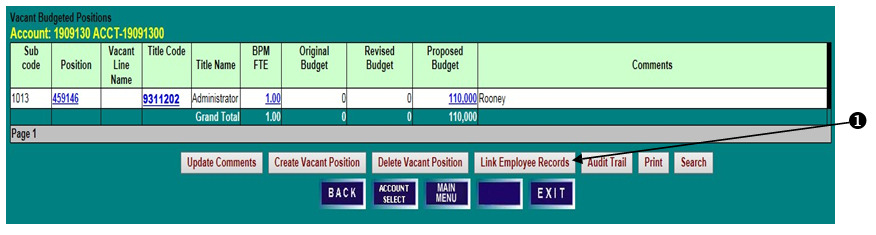 Vacant Budgeted Positions
Account: 1909130 ACCT-19091300
Sub code Position Vacant Line Name Title Code Title Name BPM FTE Original Budget Revised Budget Proposed Budget Comments
1013 459146 9311202 Administrator 1.00 0 0 110,000 Rooney
Grand Total 1.00 0 0 110,000
Page 1
❶
Update Comments Create Vacant Position Delete Vacant Position Link Employee Records Audit Trail Print Search
BACK ACCOUNT SELECT MAIN MENU EXIT